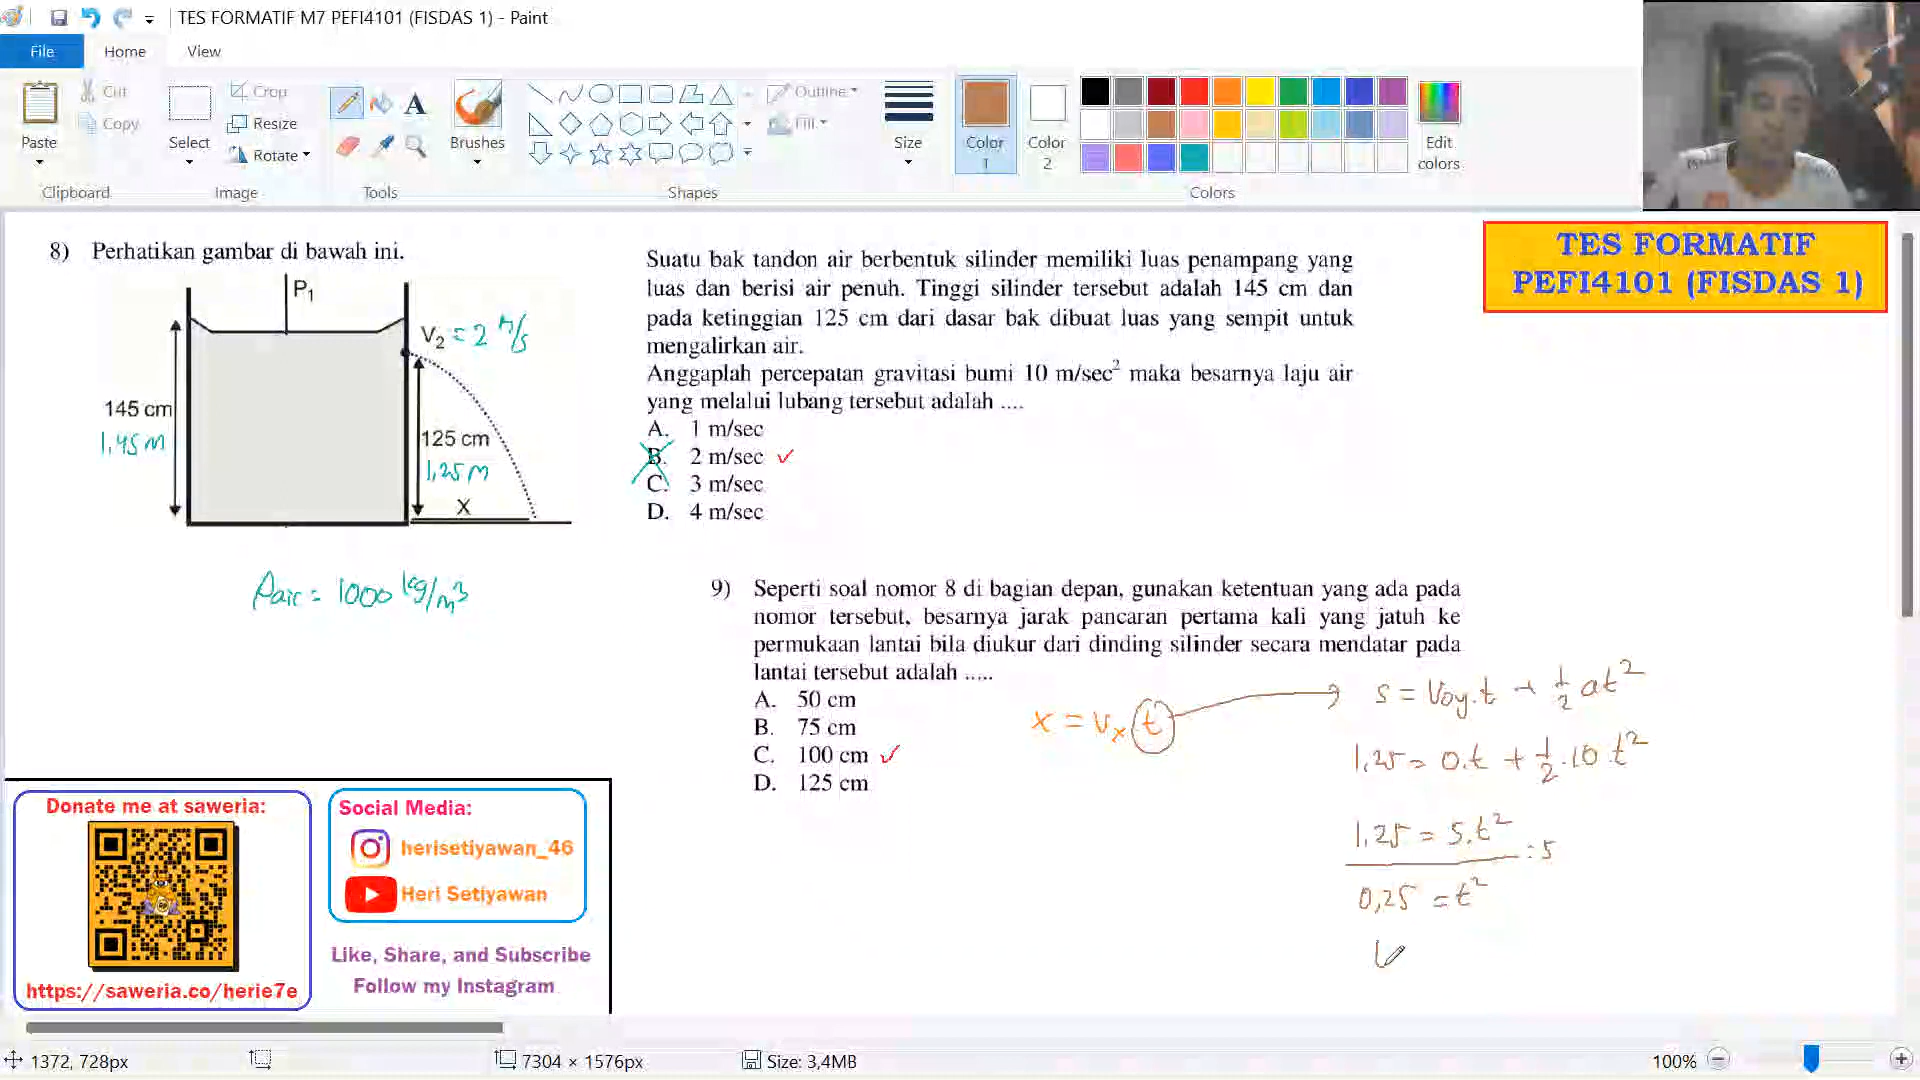 TES FORMATIF M7 PEFI4101 (FISDAS 1) - Paint
File Home View
Paste
Cut
Copy
Clipboard
Select
Crop
Resize
Rotate
Image
A
Tools
Brushes
Shapes
Outline
Fill
Size
Color 1
Color 2
Edit colors
Colors
TES FORMATIF
PEFI4101 (FISDAS 1)
8) Perhatikan gambar di bawah ini.
P1
V2 = 2 m/s
145 cm
1,45 m
125 cm
1,25 m
X
ρair = 1000 kg/m3
Suatu bak tandon air berbentuk silinder memiliki luas penampang yang
luas dan berisi air penuh. Tinggi silinder tersebut adalah 145 cm dan
pada ketinggian 125 cm dari dasar bak dibuat luas yang sempit untuk
mengalirkan air.
Anggaplah percepatan gravitasi bumi 10 m/sec2 maka besarnya laju air
yang melalui lubang tersebut adalah ....
A. 1 m/sec
B. 2 m/sec ✓
C. 3 m/sec
D. 4 m/sec
9) Seperti soal nomor 8 di bagian depan, gunakan ketentuan yang ada pada
nomor tersebut, besarnya jarak pancaran pertama kali yang jatuh ke
permukaan lantai bila diukur dari dinding silinder secara mendatar pada
lantai tersebut adalah .....
A. 50 cm
B. 75 cm
C. 100 cm ✓
D. 125 cm
x = vx t
s = Voy.t + 1/2 at2
1,25 = 0.t + 1/2 .10.t2
1,25 = 5.t2
:5
0,25 = t2
Donate me at saweria:
https://saweria.co/herie7e
Social Media:
herisetiyawan_46
Heri Setiyawan
Like, Share, and Subscribe
Follow my Instagram
1372, 728px
7304 × 1576px
Size: 3,4MB
100%